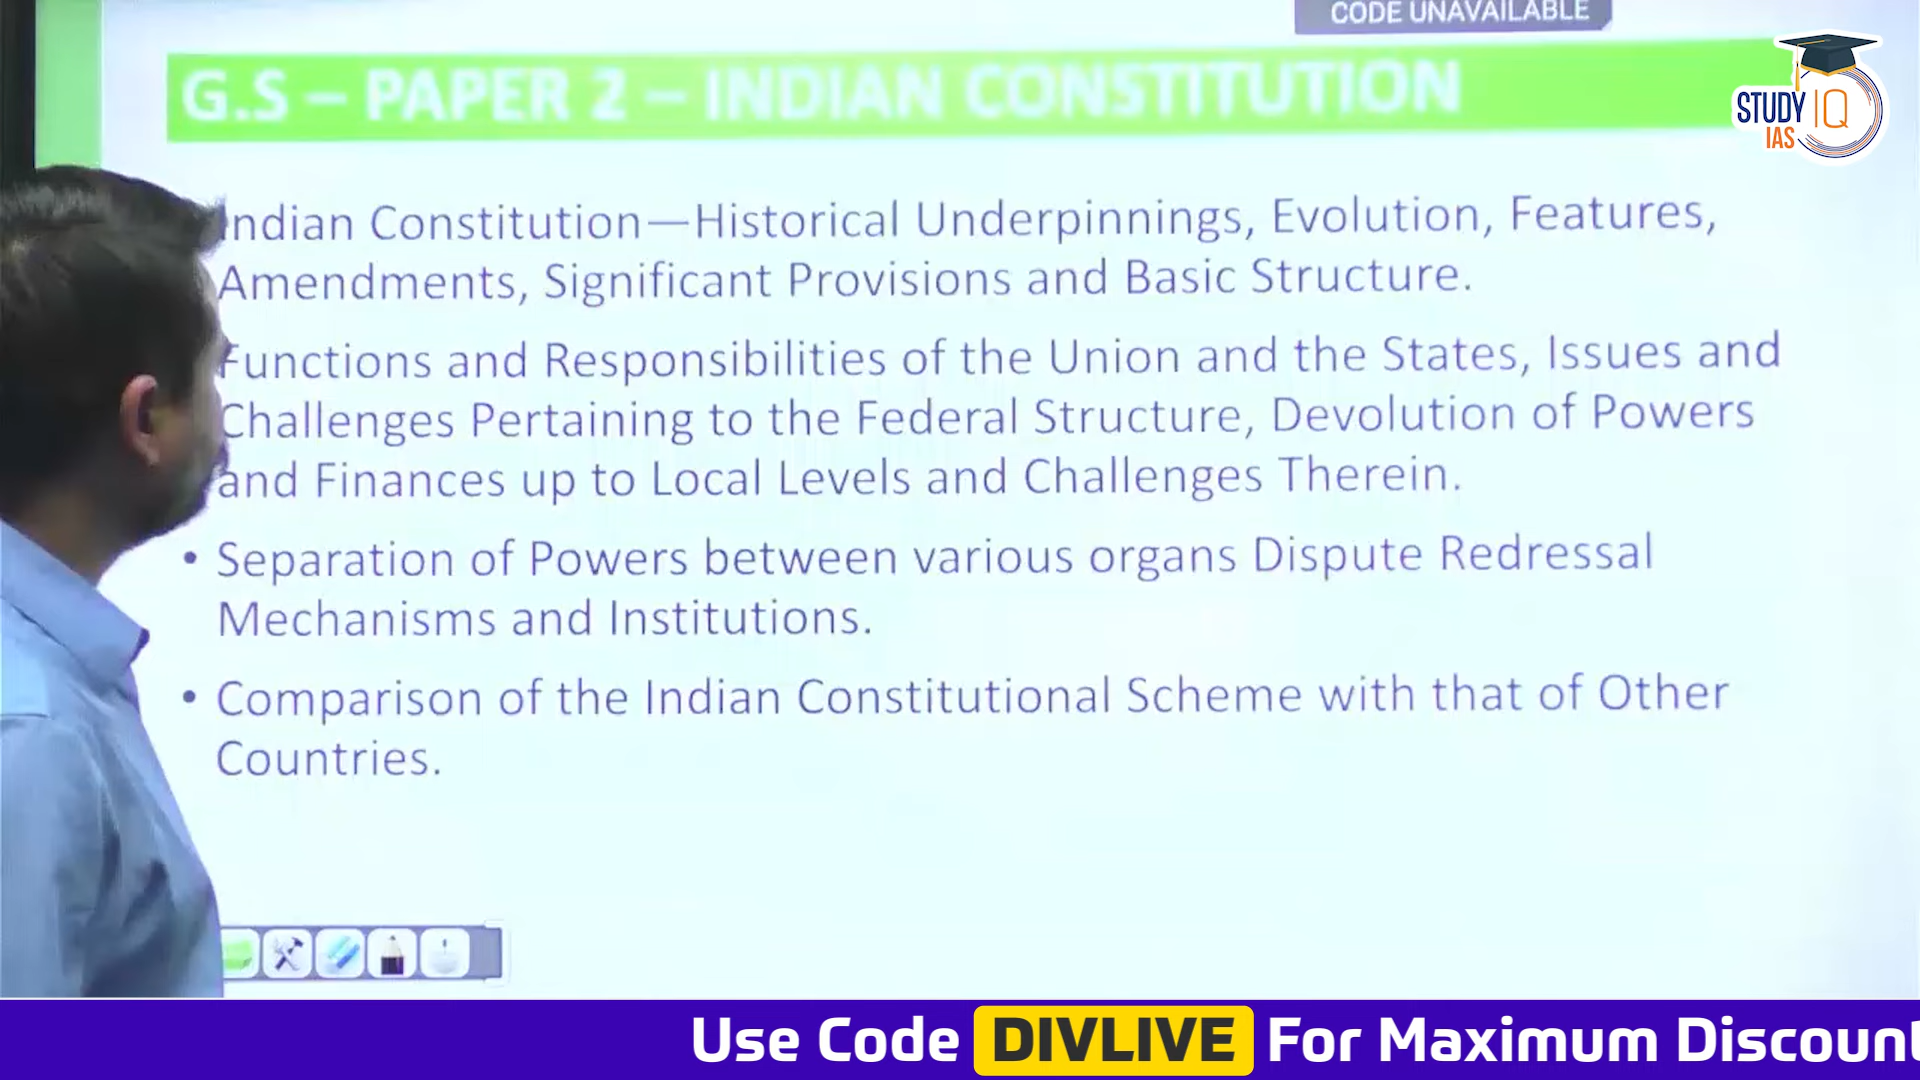 CODE UNAVAILABLE
G.S – PAPER 2 – INDIAN CONSTITUTION
STUDY IQ
IAS
Indian Constitution—Historical Underpinnings, Evolution, Features,
Amendments, Significant Provisions and Basic Structure.
Functions and Responsibilities of the Union and the States, Issues and
Challenges Pertaining to the Federal Structure, Devolution of Powers
and Finances up to Local Levels and Challenges Therein.
• Separation of Powers between various organs Dispute Redressal
Mechanisms and Institutions.
• Comparison of the Indian Constitutional Scheme with that of Other
Countries.
Use Code DIVLIVE For Maximum Discount